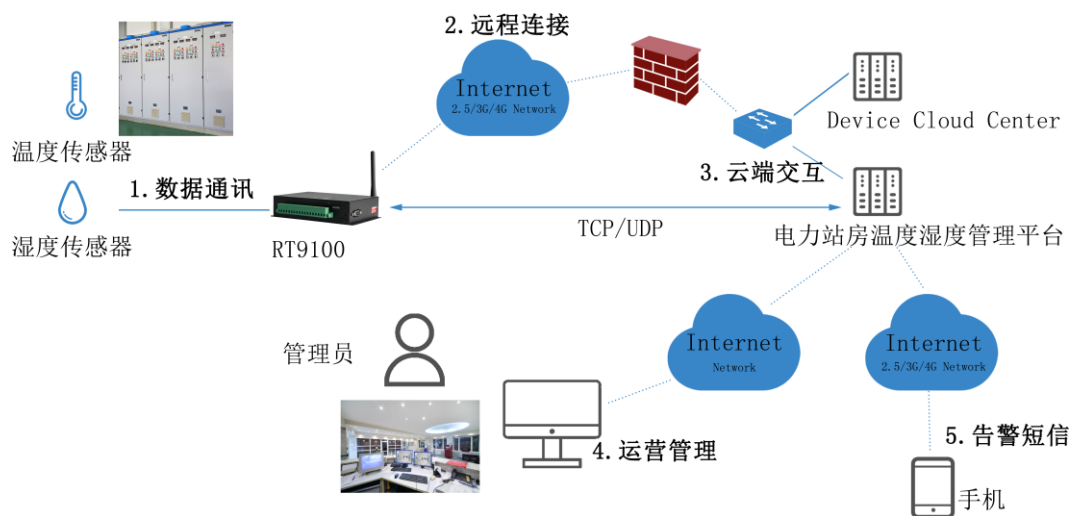 2.远程连接
Internet
2.5/3G/4G Network
Device Cloud Center
温度传感器
1.数据通讯
3.云端交互
湿度传感器
RT9100
TCP/UDP
电力站房温度湿度管理平台
管理员
Internet
Network
Internet
2.5/3G/4G Network
4.运营管理
5.告警短信
手机